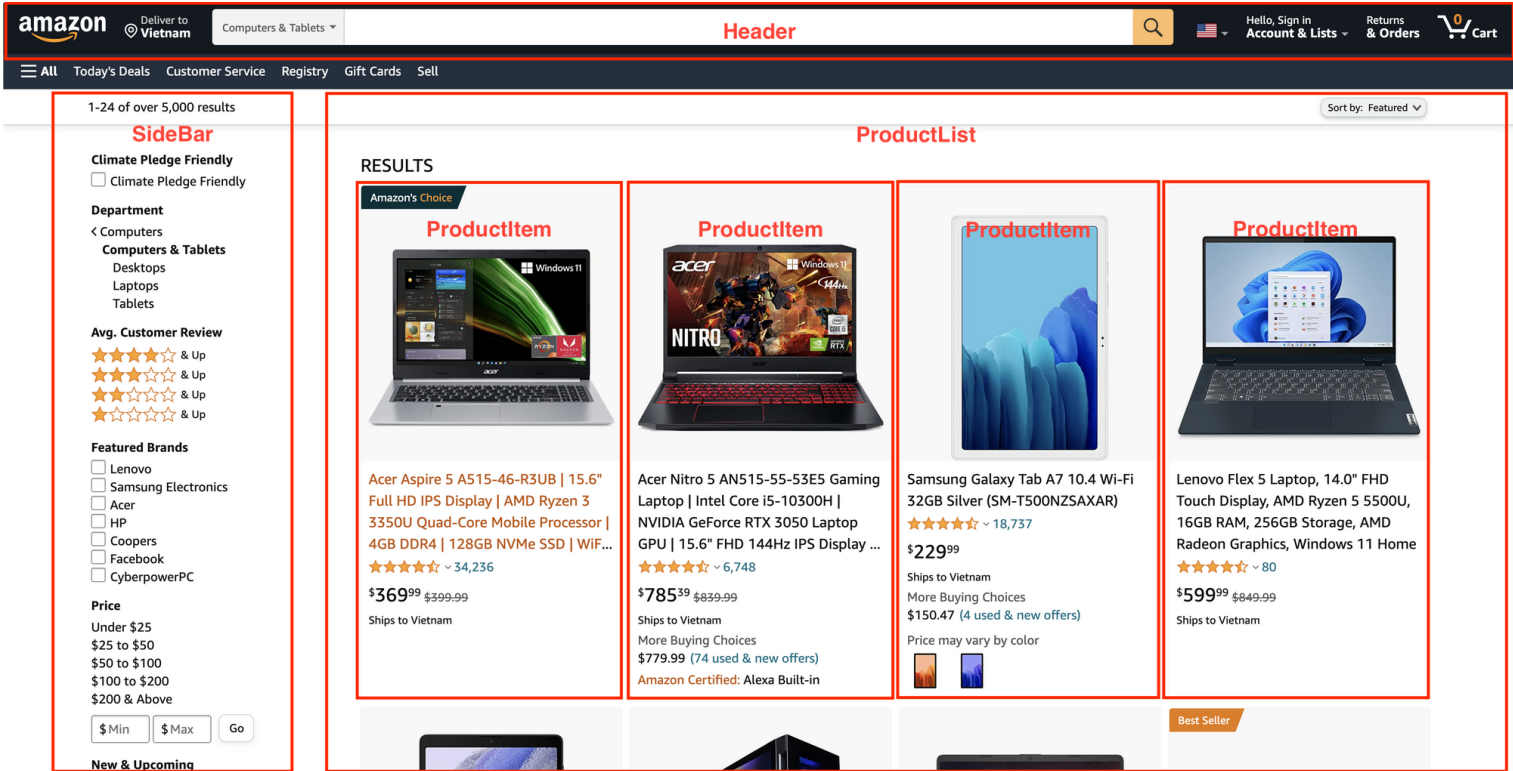 amazon
Deliver to
Vietnam
Computers & Tablets
Header
Hello, Sign in
Account & Lists
Returns
& Orders
0
Cart
All Today's Deals Customer Service Registry Gift Cards Sell
1-24 of over 5,000 results
Sort by: Featured
SideBar
Climate Pledge Friendly
Climate Pledge Friendly
Department
Computers
Computers & Tablets
Desktops
Laptops
Tablets
Avg. Customer Review
& Up
& Up
& Up
& Up
Featured Brands
Lenovo
Samsung Electronics
Acer
HP
Coopers
Facebook
CyberpowerPC
Price
Under $25
$25 to $50
$50 to $100
$100 to $200
$200 & Above
$ Min $ Max Go
New & Upcoming
ProductList
RESULTS
Amazon's Choice
ProductItem
Windows 11
RYZEN
RADEON
acer
Acer Aspire 5 A515-46-R3UB | 15.6"
Full HD IPS Display | AMD Ryzen 3
3350U Quad-Core Mobile Processor |
4GB DDR4 | 128GB NVMe SSD | WiF...
34,236
$36999 $399.99
Ships to Vietnam
ProductItem
acer
Windows 11
144Hz
NITRO
intel
CORE i5
RTX
acer
Acer Nitro 5 AN515-55-53E5 Gaming
Laptop | Intel Core i5-10300H |
NVIDIA GeForce RTX 3050 Laptop
GPU | 15.6" FHD 144Hz IPS Display ...
6,748
$78539 $839.99
Ships to Vietnam
More Buying Choices
$779.99 (74 used & new offers)
Amazon Certified: Alexa Built-in
ProductItem
Samsung Galaxy Tab A7 10.4 Wi-Fi
32GB Silver (SM-T500NZSAXAR)
18,737
$22999
Ships to Vietnam
More Buying Choices
$150.47 (4 used & new offers)
Price may vary by color
ProductItem
Lenovo Flex 5 Laptop, 14.0" FHD
Touch Display, AMD Ryzen 5 5500U,
16GB RAM, 256GB Storage, AMD
Radeon Graphics, Windows 11 Home
80
$59999 $849.99
Ships to Vietnam
Best Seller